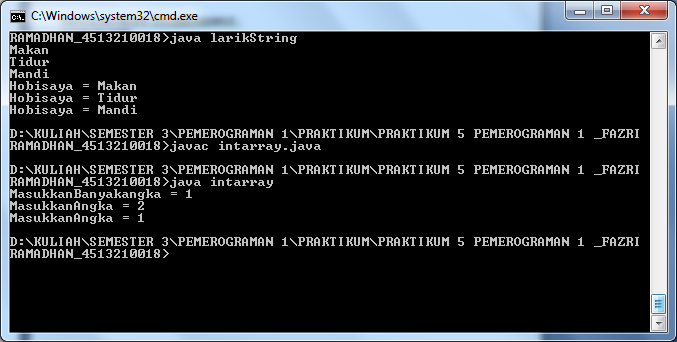 C:\Windows\system32\cmd.exe
RAMADHAN_4513210018>java larikString
Makan
Tidur
Mandi
Hobisaya = Makan
Hobisaya = Tidur
Hobisaya = Mandi
D:\KULIAH\SEMESTER 3\PEMEROGRAMAN 1\PRAKTIKUM\PRAKTIKUM 5 PEMEROGRAMAN 1 _FAZRI
RAMADHAN_4513210018>javac intarray.java
D:\KULIAH\SEMESTER 3\PEMEROGRAMAN 1\PRAKTIKUM\PRAKTIKUM 5 PEMEROGRAMAN 1 _FAZRI
RAMADHAN_4513210018>java intarray
MasukkanBanyakangka = 1
MasukkanAngka = 2
MasukkanAngka = 1
D:\KULIAH\SEMESTER 3\PEMEROGRAMAN 1\PRAKTIKUM\PRAKTIKUM 5 PEMEROGRAMAN 1 _FAZRI
RAMADHAN_4513210018>